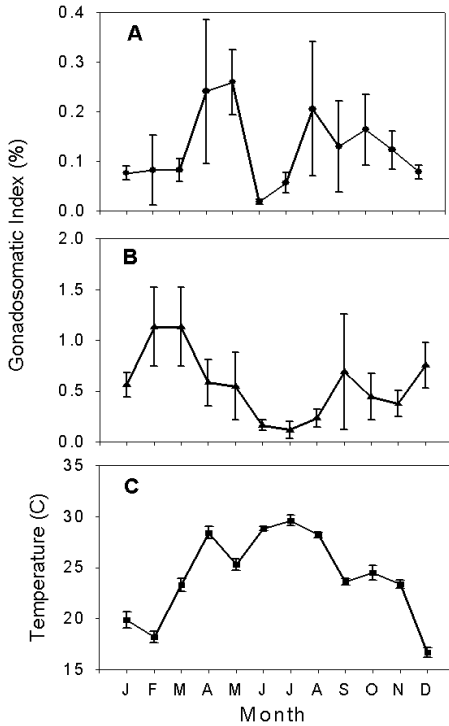 0.4
A
0.3
0.2
0.1
0.0
Gonadosomatic Index (%)
2.0
B
1.5
1.0
0.5
0.0
35
C
30
25
20
15
Temperature (C)
J F M A M J J A S O N D
Month